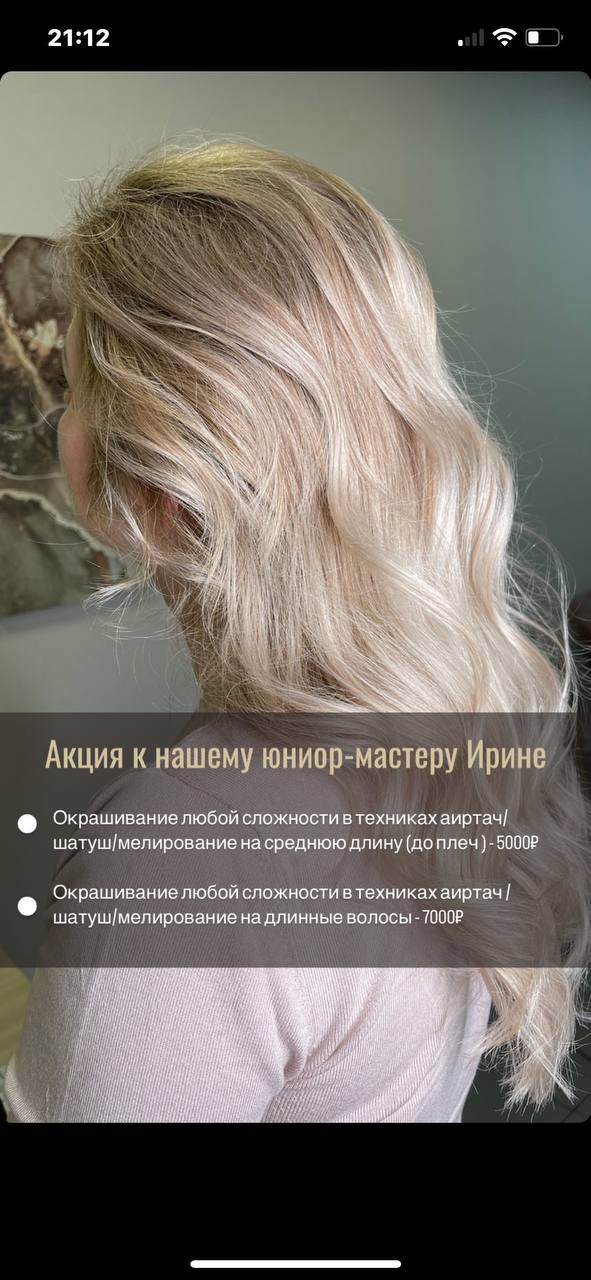 21:12
Акция к нашему юниор-мастеру Ирине
Окрашивание любой сложности в техниках аиртач/
шатуш/мелирование на среднюю длину (до плеч ) - 5000₽
Окрашивание любой сложности в техниках аиртач /
шатуш/мелирование на длинные волосы - 7000₽